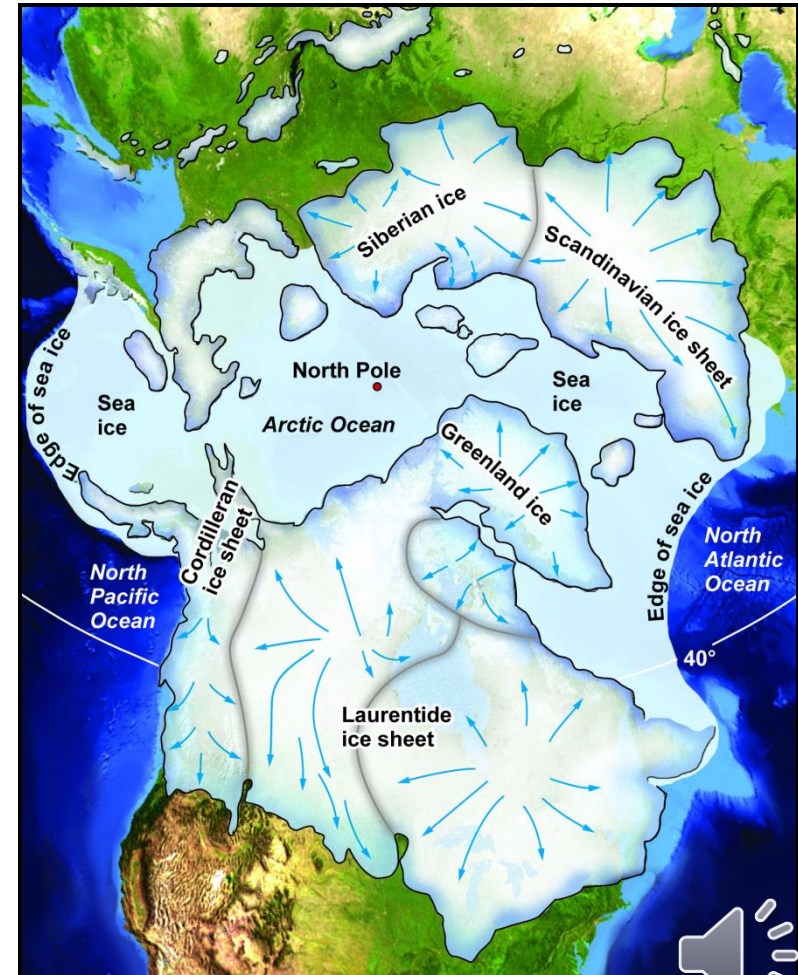 Siberian ice
Scandinavian ice sheet
Edge of sea ice
Sea
ice
North Pole
Arctic Ocean
Sea
ice
Greenland ice
Cordilleran
ice sheet
Edge of sea ice
North
Pacific
Ocean
North
Atlantic
Ocean
40°
Laurentide
ice sheet